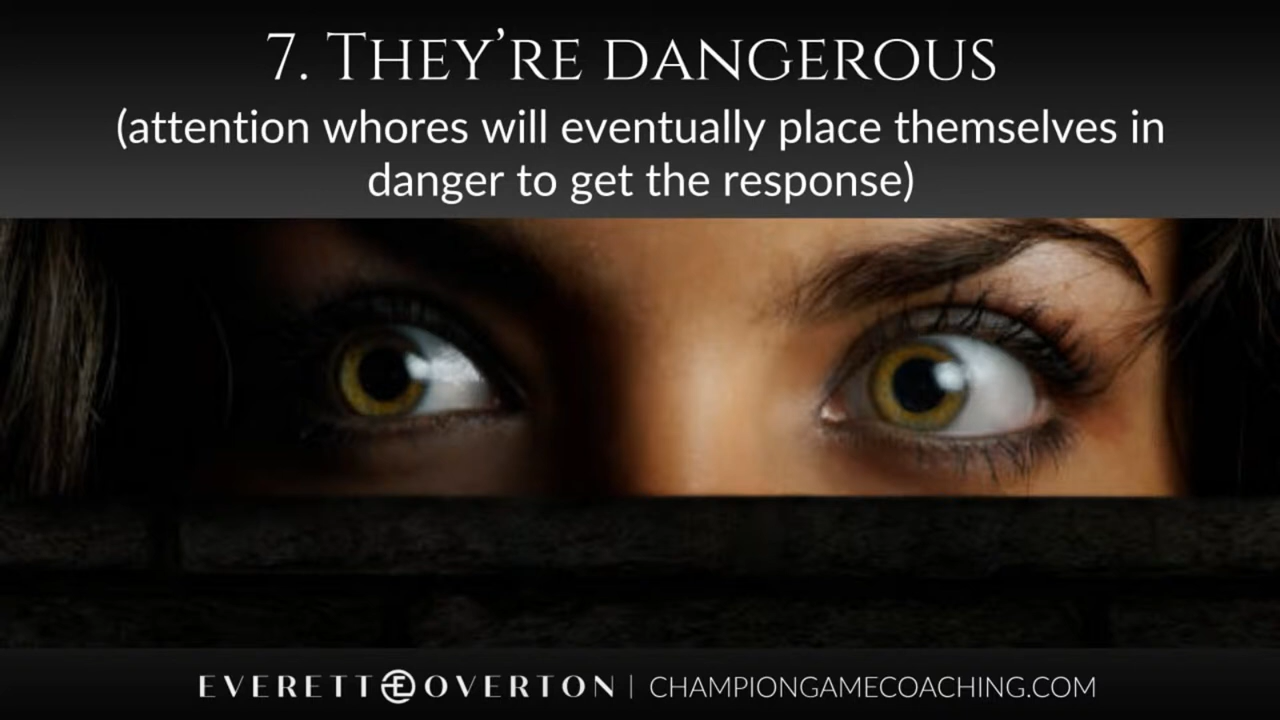 7. THEY’RE DANGEROUS
(attention whores will eventually place themselves in
danger to get the response)
EVERETT E OVERTON | CHAMPIONGAMECOACHING.COM